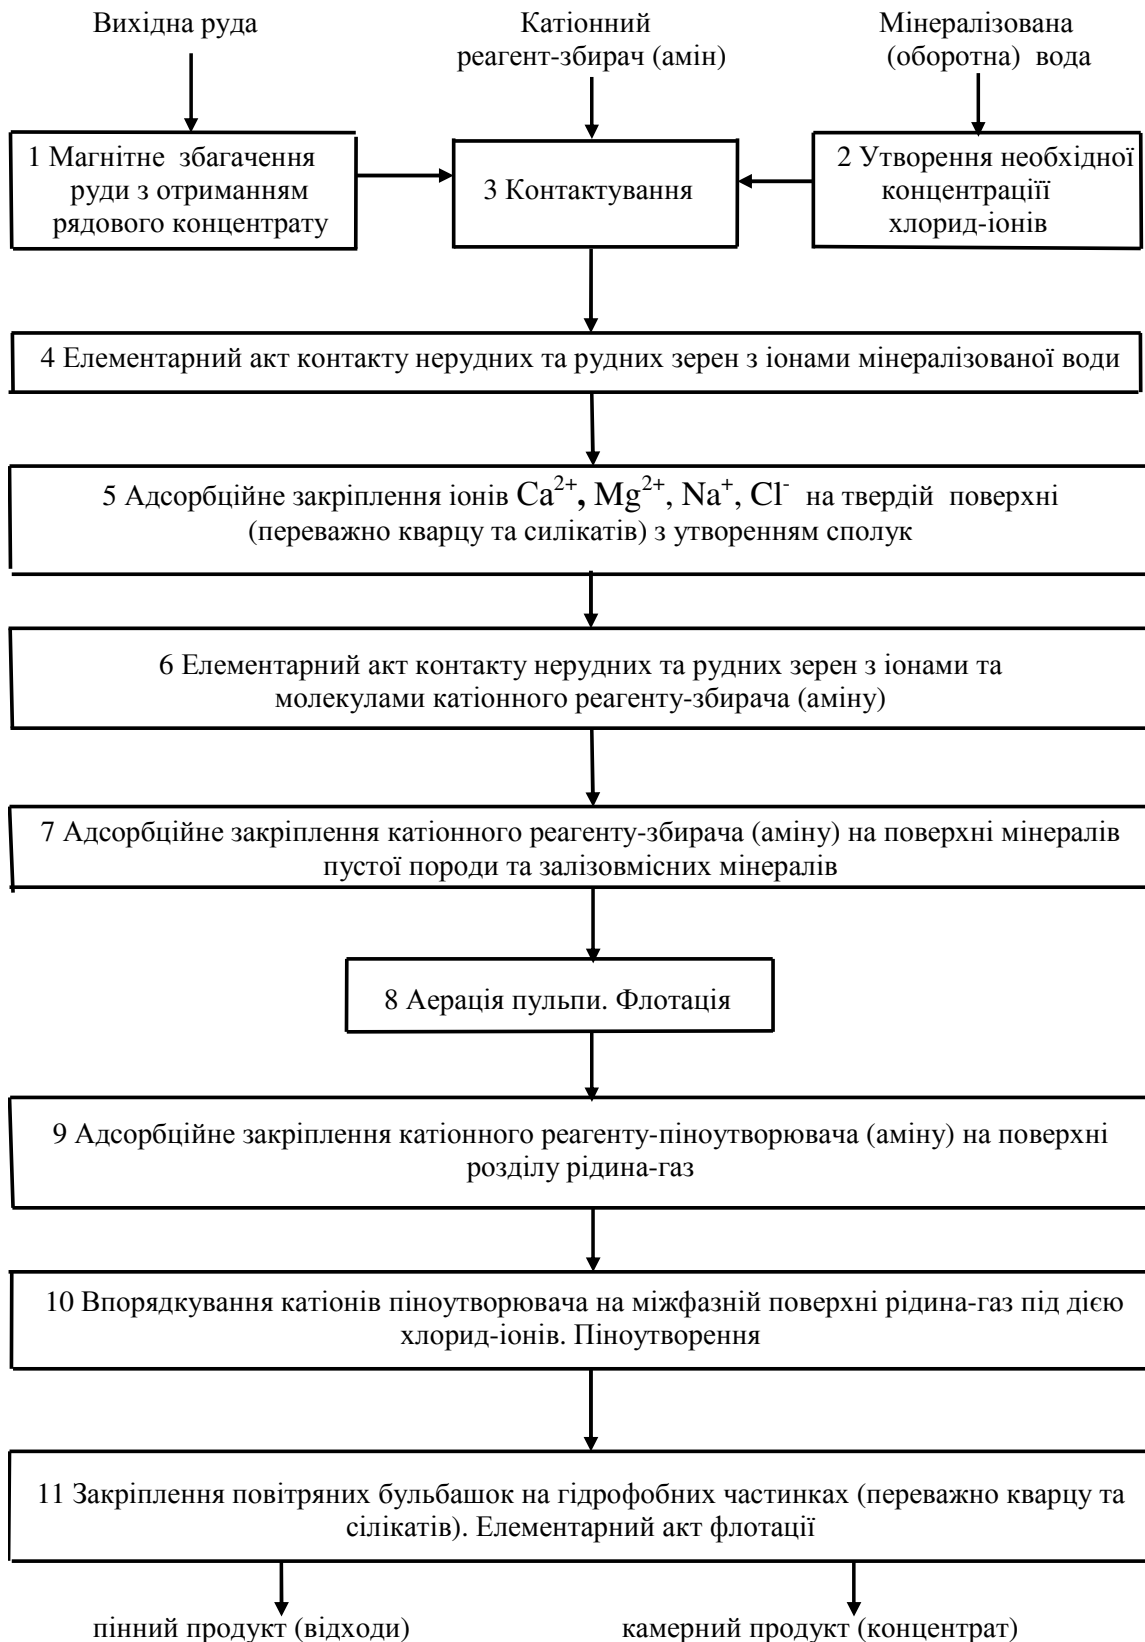 Вихідна руда
Катіонний
реагент-збирач (амін)
Мінералізована
(оборотна) вода
1 Магнітне збагачення
руди з отриманням
рядового концентрату
3 Контактування
2 Утворення необхідної
концентраціїї
хлорид-іонів
4 Елементарний акт контакту нерудних та рудних зерен з іонами мінералізованої води
5 Адсорбційне закріплення іонів Ca²⁺, Mg²⁺, Na⁺, Cl⁻ на твердій поверхні
(переважно кварцу та силікатів) з утворенням сполук
6 Елементарний акт контакту нерудних та рудних зерен з іонами та
молекулами катіонного реагенту-збирача (аміну)
7 Адсорбційне закріплення катіонного реагенту-збирача (аміну) на поверхні мінералів
пустої породи та залізовмісних мінералів
8 Аерація пульпи. Флотація
9 Адсорбційне закріплення катіонного реагенту-піноутворювача (аміну) на поверхні
розділу рідина-газ
10 Впорядкування катіонів піноутворювача на міжфазній поверхні рідина-газ під дією
хлорид-іонів. Піноутворення
11 Закріплення повітряних бульбашок на гідрофобних частинках (переважно кварцу та
сілікатів). Елементарний акт флотації
пінний продукт (відходи)
камерний продукт (концентрат)